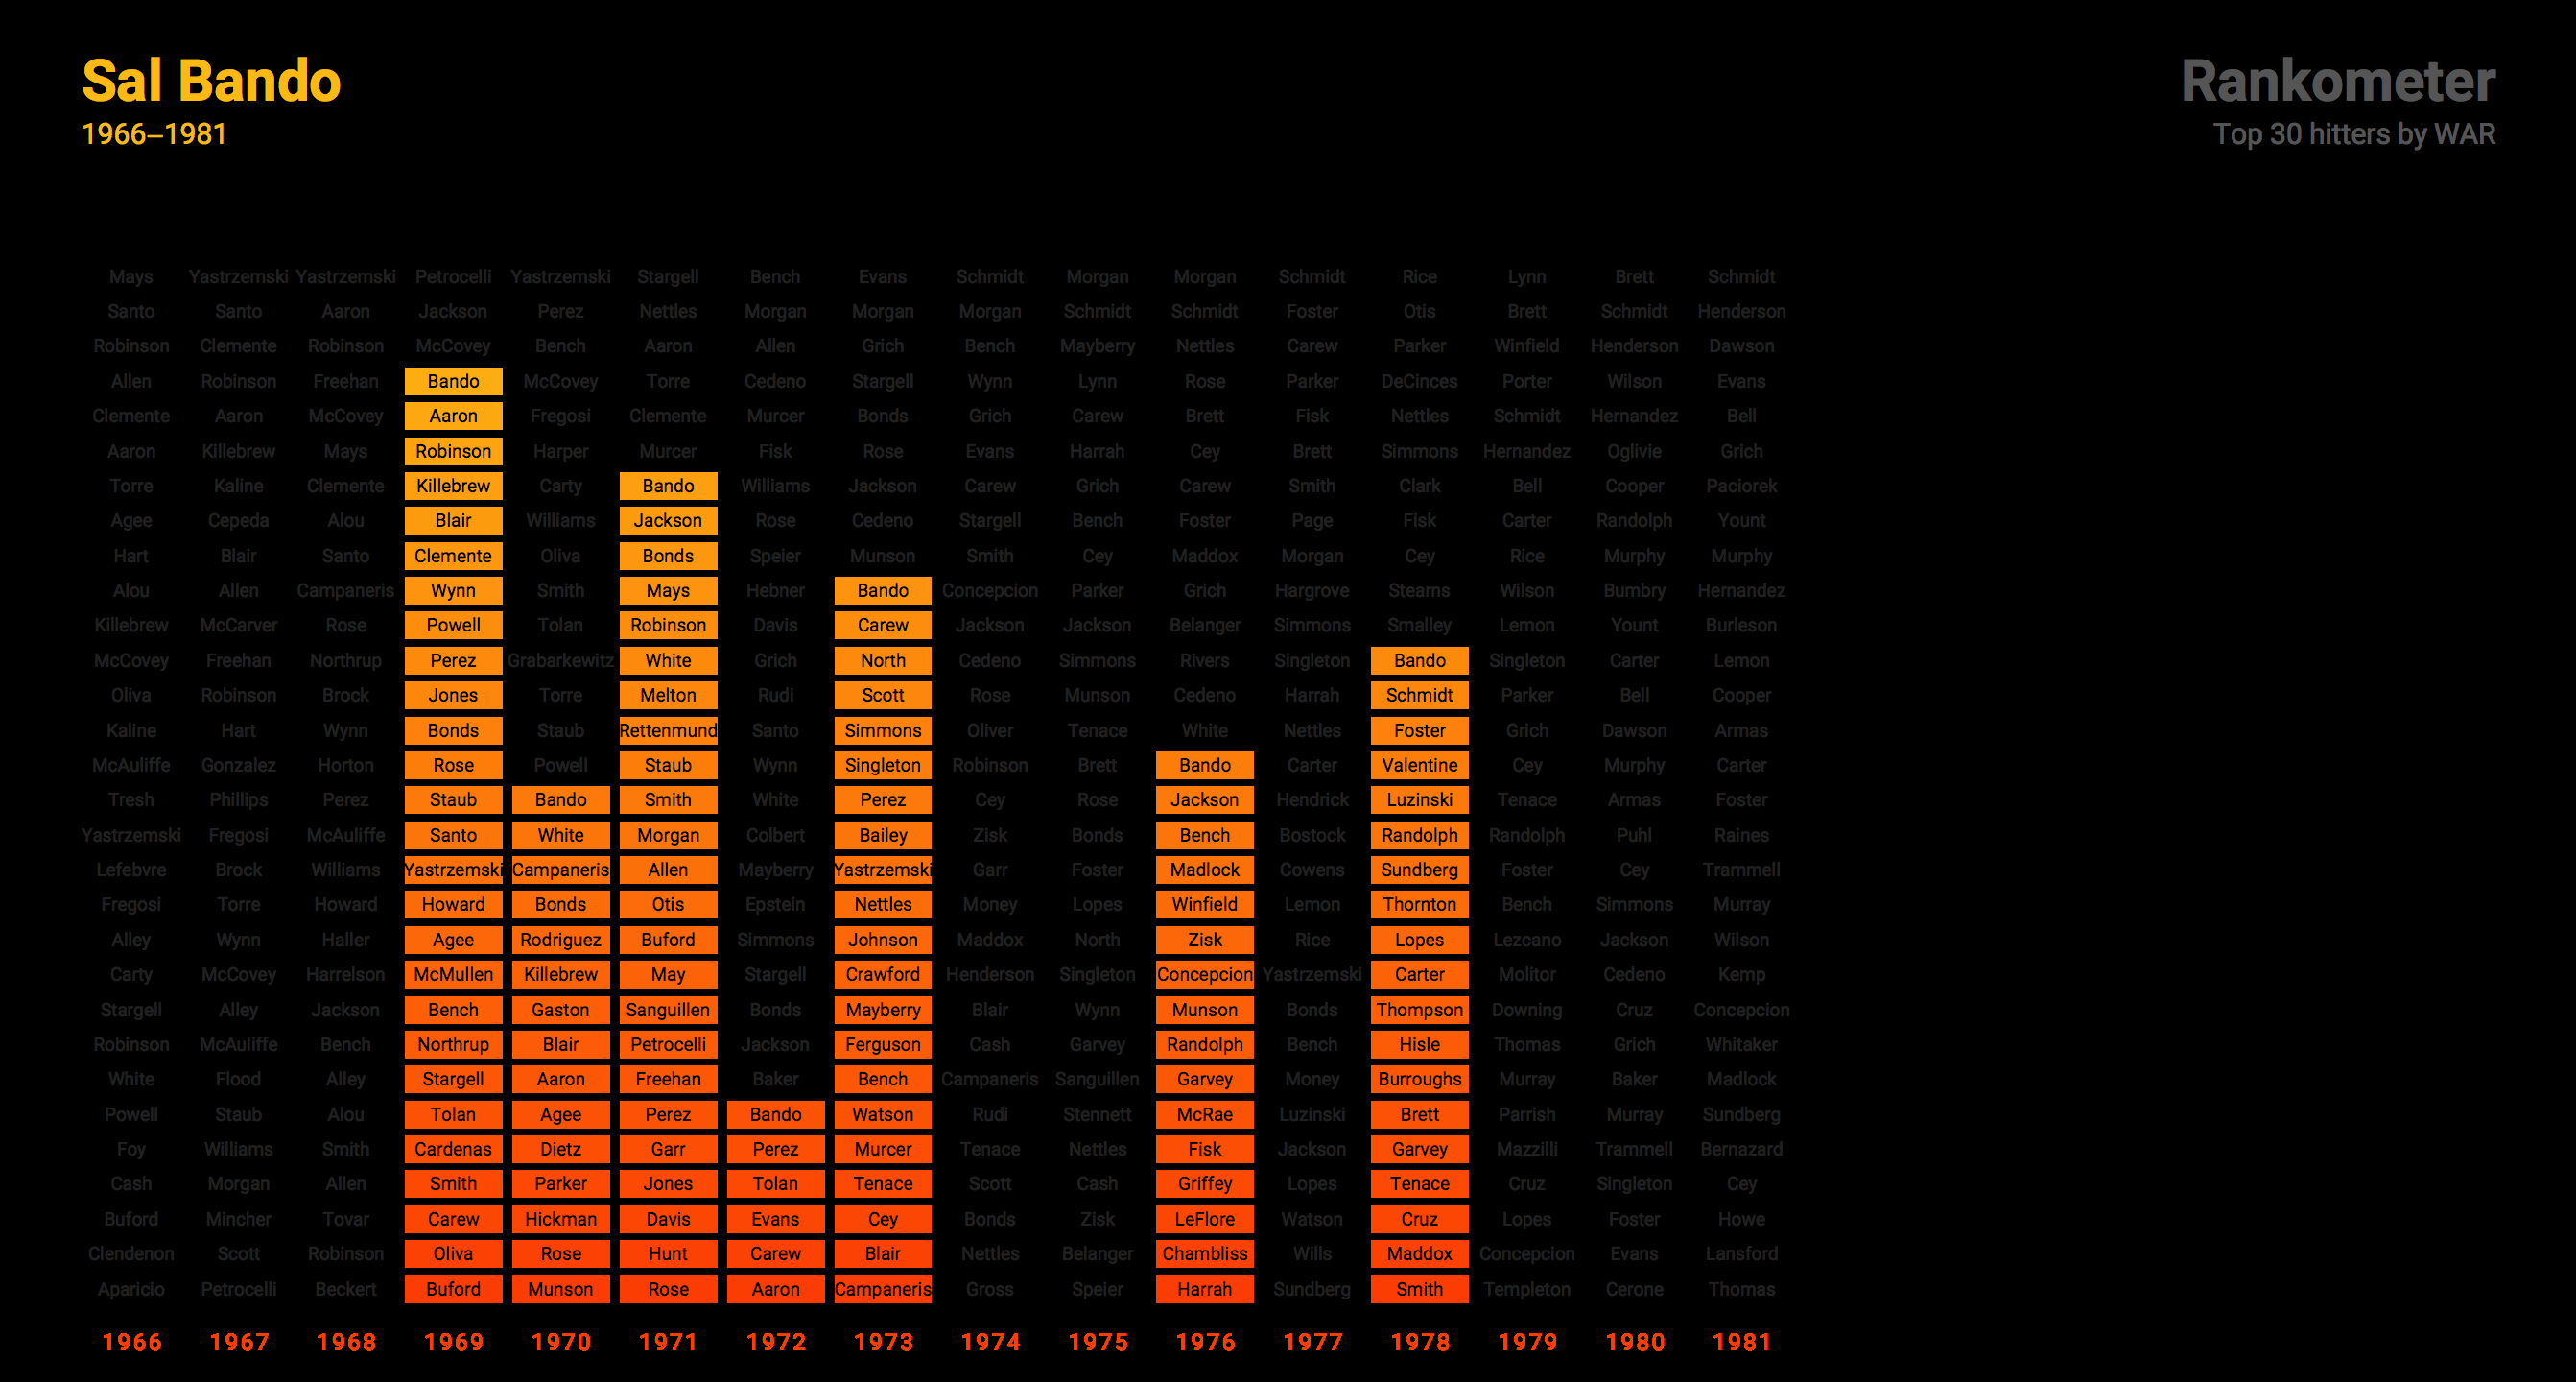 Sal Bando
1966–1981
Rankometer
Top 30 hitters by WAR
Mays Yastrzemski Yastrzemski Petrocelli Yastrzemski Stargell Bench Evans Schmidt Morgan Morgan Schmidt Rice Lynn Brett Schmidt
Santo Santo Aaron Jackson Perez Nettles Morgan Morgan Morgan Schmidt Schmidt Foster Otis Brett Schmidt Henderson
Robinson Clemente Robinson McCovey Bench Aaron Allen Grich Bench Mayberry Nettles Carew Parker Winfield Henderson Dawson
Allen Robinson Freehan Bando McCovey Torre Cedeno Stargell Wynn Lynn Rose Parker DeCinces Porter Wilson Evans
Clemente Aaron McCovey Aaron Fregosi Clemente Murcer Bonds Grich Carew Brett Fisk Nettles Schmidt Hernandez Bell
Aaron Killebrew Mays Robinson Harper Murcer Fisk Rose Evans Harrah Cey Brett Simmons Hernandez Oglivie Grich
Torre Kaline Clemente Killebrew Carty Bando Williams Jackson Carew Grich Carew Smith Clark Bell Cooper Paciorek
Agee Cepeda Alou Blair Williams Jackson Rose Cedeno Stargell Bench Foster Page Fisk Carter Randolph Yount
Hart Blair Santo Clemente Oliva Bonds Speier Munson Smith Cey Maddox Morgan Cey Rice Murphy Murphy
Alou Allen Campaneris Wynn Smith Mays Hebner Bando Concepcion Parker Grich Hargrove Stearns Wilson Bumbry Hernandez
Killebrew McCarver Rose Powell Tolan Robinson Davis Carew Jackson Jackson Belanger Simmons Smalley Lemon Yount Burleson
McCovey Freehan Northrup Perez Grabarkewitz White Grich North Cedeno Simmons Rivers Singleton Bando Singleton Carter Lemon
Oliva Robinson Brock Jones Torre Melton Rudi Scott Rose Munson Cedeno Harrah Schmidt Parker Bell Cooper
Kaline Hart Wynn Bonds Staub Rettenmund Santo Simmons Oliver Tenace White Nettles Foster Grich Dawson Armas
McAuliffe Gonzalez Horton Rose Powell Staub Wynn Singleton Robinson Brett Bando Carter Valentine Cey Murphy Carter
Tresh Phillips Perez Staub Bando Smith White Perez Cey Rose Jackson Hendrick Luzinski Tenace Armas Foster
Yastrzemski Fregosi McAuliffe Santo White Morgan Colbert Bailey Zisk Bonds Bench Bostock Randolph Randolph Puhl Raines
Lefebvre Brock Williams Yastrzemski Campaneris Allen Mayberry Yastrzemski Garr Foster Madlock Cowens Sundberg Foster Cey Trammell
Fregosi Torre Howard Howard Bonds Otis Epstein Nettles Money Lopes Winfield Lemon Thornton Bench Simmons Murray
Alley Wynn Haller Agee Rodriguez Buford Simmons Johnson Maddox North Zisk Rice Lopes Lezcano Jackson Wilson
Carty McCovey Harrelson McMullen Killebrew May Stargell Crawford Henderson Singleton Concepcion Yastrzemski Carter Molitor Cedeno Kemp
Stargell Alley Jackson Bench Gaston Sanguillen Bonds Mayberry Blair Wynn Munson Bonds Thompson Downing Cruz Concepcion
Robinson McAuliffe Bench Northrup Blair Petrocelli Jackson Ferguson Cash Garvey Randolph Bench Hisle Thomas Grich Whitaker
White Flood Alley Stargell Aaron Freehan Baker Bench Campaneris Sanguillen Garvey Money Burroughs Murray Baker Madlock
Powell Staub Alou Tolan Agee Perez Bando Watson Rudi Stennett McRae Luzinski Brett Parrish Murray Sundberg
Foy Williams Smith Cardenas Dietz Garr Perez Murcer Tenace Nettles Fisk Jackson Garvey Mazzilli Trammell Bernazard
Cash Morgan Allen Smith Parker Jones Tolan Tenace Scott Cash Griffey Lopes Tenace Cruz Singleton Cey
Buford Mincher Tovar Carew Hickman Davis Evans Cey Bonds Zisk LeFlore Watson Cruz Lopes Foster Howe
Clendenon Scott Robinson Oliva Rose Hunt Carew Blair Nettles Belanger Chambliss Wills Maddox Concepcion Evans Lansford
Aparicio Petrocelli Beckert Buford Munson Rose Aaron Campaneris Gross Speier Harrah Sundberg Smith Templeton Cerone Thomas
1966 1967 1968 1969 1970 1971 1972 1973 1974 1975 1976 1977 1978 1979 1980 1981